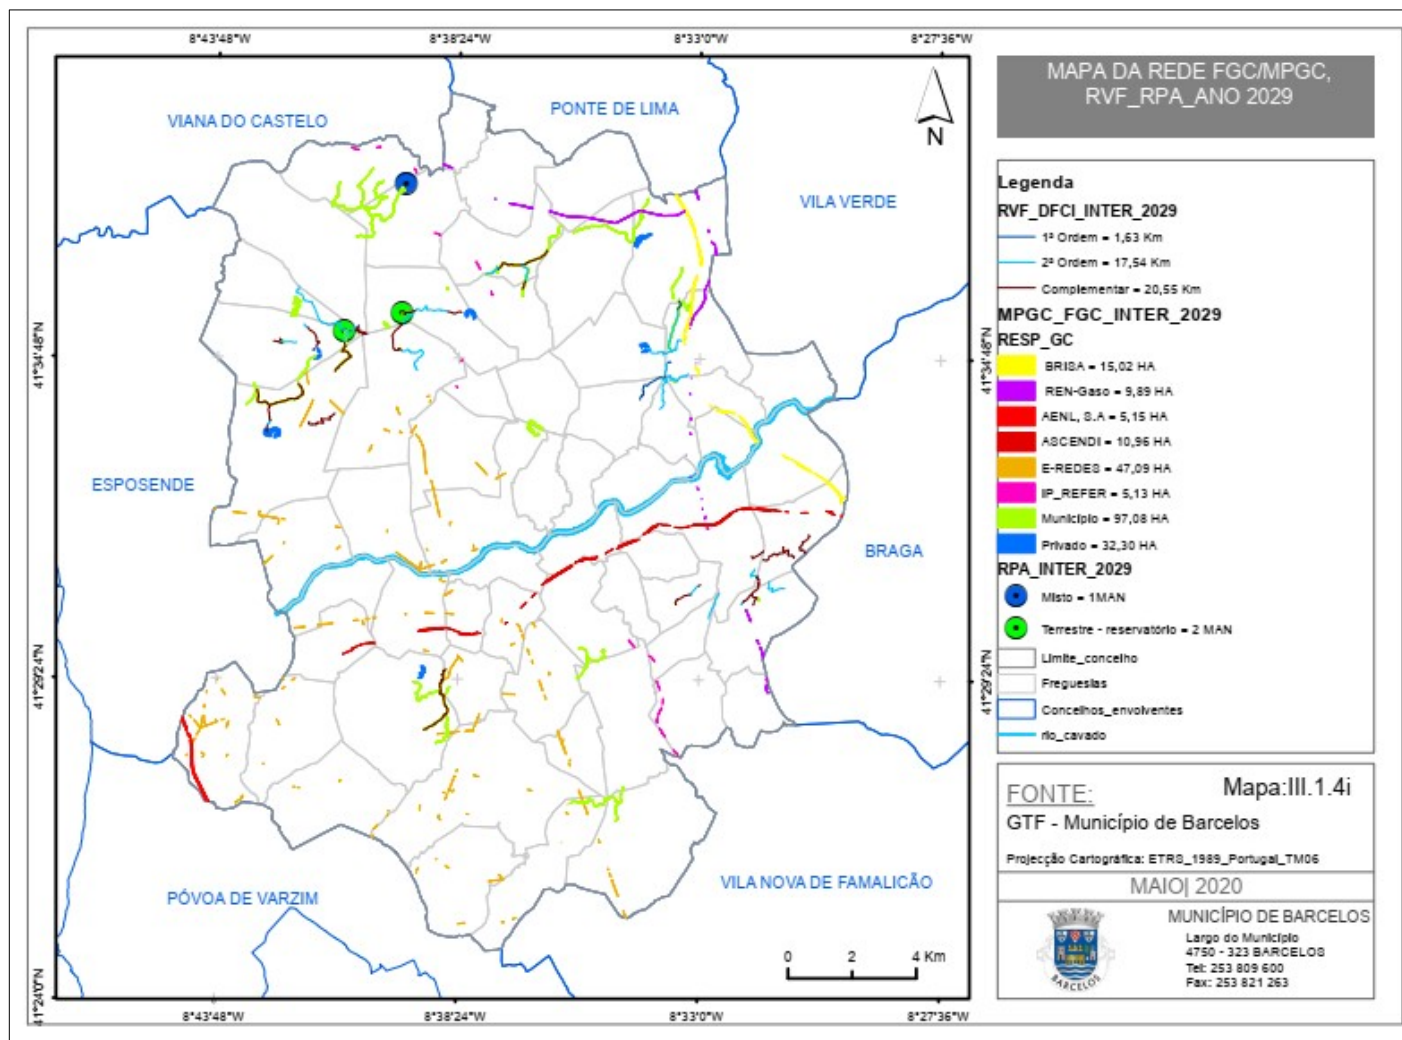 8°43'48"W
8°38'24"W
8°33'0"W
8°27'36"W
VIANA DO CASTELO
PONTE DE LIMA
VILA VERDE
ESPOSENDE
BRAGA
PÓVOA DE VARZIM
VILA NOVA DE FAMALICÃO
N
41°34'48"N
41°34'48"N
41°29'24"N
41°29'24"N
41°24'0"N
0 2 4 Km
8°43'48"W
8°38'24"W
8°33'0"W
8°27'36"W
MAPA DA REDE FGC/MPGC,
RVF_RPA_ANO 2029
Legenda
RVF_DFCI_INTER_2029
1ª Ordem = 1,63 Km
2ª Ordem = 17,54 Km
Complementar = 20,55 Km
MPGC_FGC_INTER_2029
RESP_GC
BRISA = 15,02 HA
REN-Gaso = 9,89 HA
AENL, S.A = 5,15 HA
ASCENDI = 10,96 HA
E-REDES = 47,09 HA
IP_REFER = 5,13 HA
Município = 97,08 HA
Privado = 32,30 HA
RPA_INTER_2029
Misto = 1MAN
Terrestre - reservatório = 2 MAN
Limite_concelho
Freguesias
Concelhos_envolventes
rio_cavado
FONTE:
Mapa:III.1.4i
GTF - Município de Barcelos
Projecção Cartográfica: ETRS_1989_Portugal_TM06
MAIO| 2020
BARCELOS
MUNICÍPIO DE BARCELOS
Largo do Município
4750 - 323 BARCELOS
Tel: 253 809 600
Fax: 253 821 263